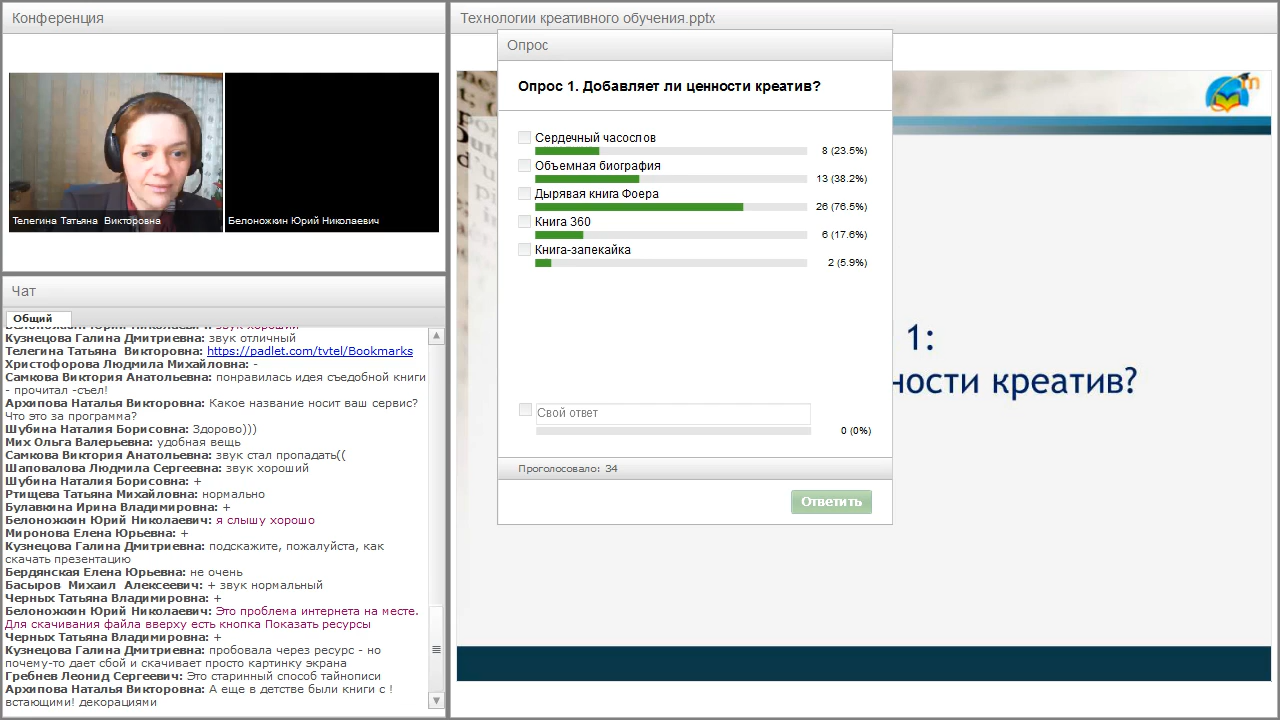 Конференция
Телегина Татьяна Викторовна
Белоножкин Юрий Николаевич
Чат
Общий
Белоножкин Юрий Николаевич: звук хороший
Кузнецова Галина Дмитриевна: звук отличный
Телегина Татьяна Викторовна: https://padlet.com/tvtel/Bookmarks
Христофорова Людмила Михайловна: -
Самкова Виктория Анатольевна: понравилась идея съедобной книги
- прочитал -съел!
Архипова Наталья Викторовна: Какое название носит ваш сервис?
Что это за программа?
Шубина Наталия Борисовна: Здорово)))
Мих Ольга Валерьевна: удобная вещь
Самкова Виктория Анатольевна: звук стал пропадать((
Шаповалова Людмила Сергеевна: звук хороший
Шубина Наталия Борисовна: +
Ртищева Татьяна Михайловна: нормально
Булавкина Ирина Владимировна: +
Белоножкин Юрий Николаевич: я слышу хорошо
Миронова Елена Юрьевна: +
Кузнецова Галина Дмитриевна: подскажите, пожалуйста, как
скачать презентацию
Бердянская Елена Юрьевна: не очень
Басыров Михаил Алексеевич: + звук нормальный
Черных Татьяна Владимировна: +
Белоножкин Юрий Николаевич: Это проблема интернета на месте.
Для скачивания файла вверху есть кнопка Показать ресурсы
Черных Татьяна Владимировна: +
Кузнецова Галина Дмитриевна: пробовала через ресурс - но
почему-то дает сбой и скачивает просто картинку экрана
Гребнев Леонид Сергеевич: Это старинный способ тайнописи
Архипова Наталья Викторовна: А еще в детстве были книги с !
встающими! декорациями
Технологии креативного обучения.pptx
Опрос
Опрос 1. Добавляет ли ценности креатив?
Сердечный часослов
8 (23.5%)
Объемная биография
13 (38.2%)
Дырявая книга Фоера
26 (76.5%)
Книга 360
6 (17.6%)
Книга-запекайка
2 (5.9%)
Свой ответ
0 (0%)
Проголосовало: 34
Ответить
1:
ности креатив?